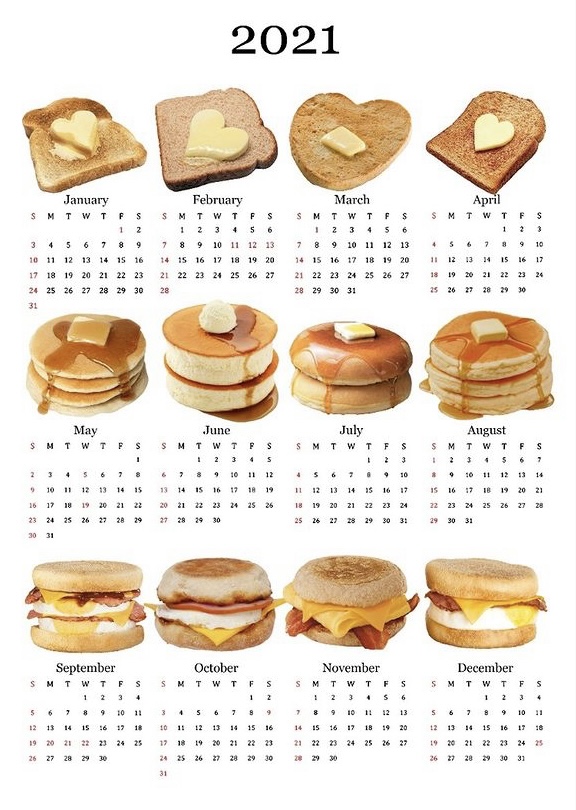 2021
January
S M T W T F S
1 2
3 4 5 6 7 8 9
10 11 12 13 14 15 16
17 18 19 20 21 22 23
24 25 26 27 28 29 30
31
February
S M T W T F S
1 2 3 4 5 6
7 8 9 10 11 12 13
14 15 16 17 18 19 20
21 22 23 24 25 26 27
28
March
S M T W T F S
1 2 3 4 5 6
7 8 9 10 11 12 13
14 15 16 17 18 19 20
21 22 23 24 25 26 27
28 29 30 31
April
S M T W T F S
1 2 3
4 5 6 7 8 9 10
11 12 13 14 15 16 17
18 19 20 21 22 23 24
25 26 27 28 29 30
May
S M T W T F S
1
2 3 4 5 6 7 8
9 10 11 12 13 14 15
16 17 18 19 20 21 22
23 24 25 26 27 28 29
30 31
June
S M T W T F S
1 2 3 4 5
6 7 8 9 10 11 12
13 14 15 16 17 18 19
20 21 22 23 24 25 26
27 28 29 30
July
S M T W T F S
1 2 3
4 5 6 7 8 9 10
11 12 13 14 15 16 17
18 19 20 21 22 23 24
25 26 27 28 29 30 31
August
S M T W T F S
1 2 3 4 5 6 7
8 9 10 11 12 13 14
15 16 17 18 19 20 21
22 23 24 25 26 27 28
29 30 31
September
S M T W T F S
1 2 3 4
5 6 7 8 9 10 11
12 13 14 15 16 17 18
19 20 21 22 23 24 25
26 27 28 29 30
October
S M T W T F S
1 2
3 4 5 6 7 8 9
10 11 12 13 14 15 16
17 18 19 20 21 22 23
24 25 26 27 28 29 30
31
November
S M T W T F S
1 2 3 4 5 6
7 8 9 10 11 12 13
14 15 16 17 18 19 20
21 22 23 24 25 26 27
28 29 30
December
S M T W T F S
1 2 3 4
5 6 7 8 9 10 11
12 13 14 15 16 17 18
19 20 21 22 23 24 25
26 27 28 29 30 31